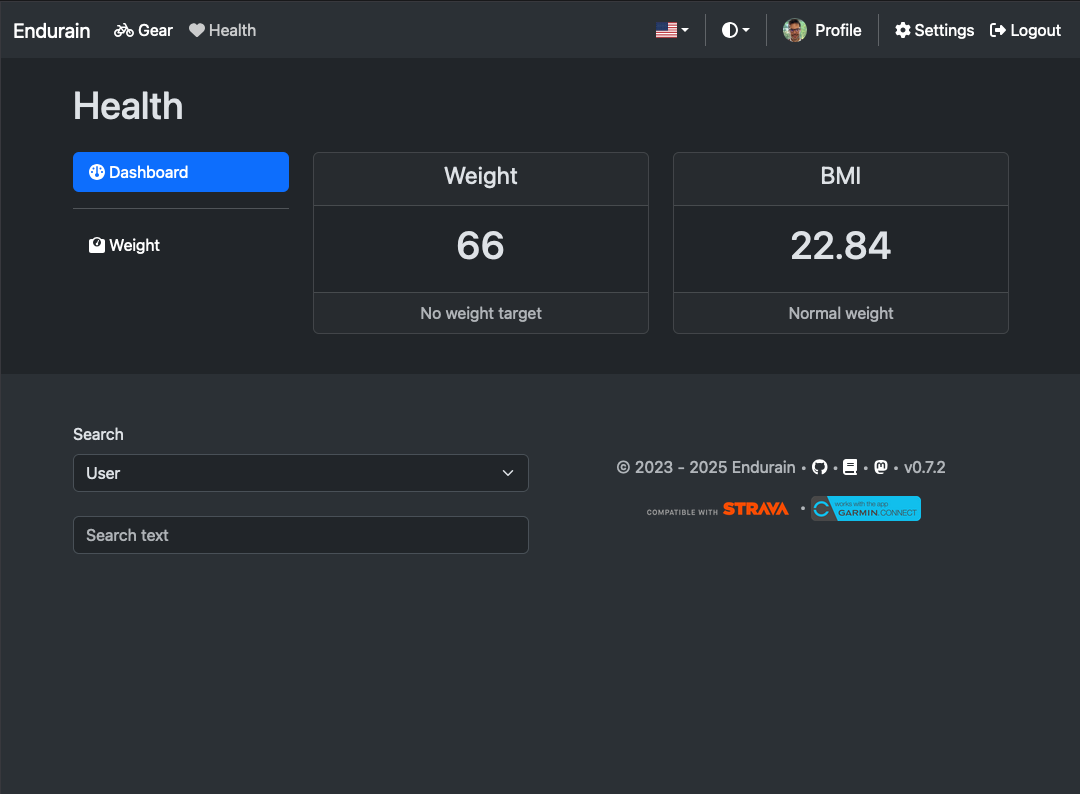 Endurain Gear Health Profile Settings Logout
Health
Dashboard
Weight
Weight
66
No weight target
BMI
22.84
Normal weight
Search
User
Search text
© 2023 - 2025 Endurain • • • • v0.7.2
COMPATIBLE WITH STRAVA • works with the app
GARMIN.CONNECT